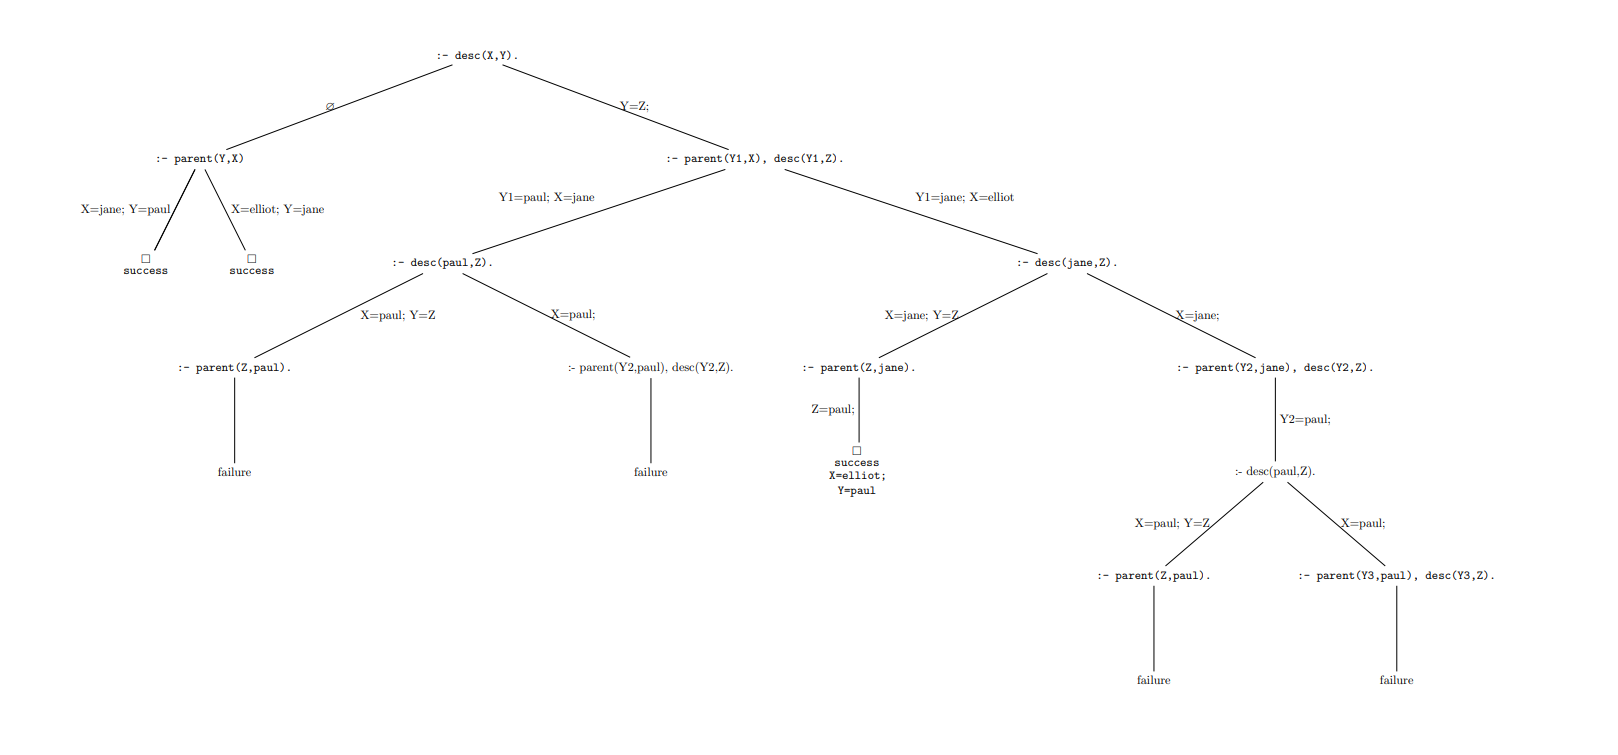 :- desc(X,Y).
∅
Y=Z;
:- parent(Y,X)
:- parent(Y1,X), desc(Y1,Z).
X=jane; Y=paul
X=elliot; Y=jane
Y1=paul; X=jane
Y1=jane; X=elliot
□
success
□
success
:- desc(paul,Z).
:- desc(jane,Z).
X=paul; Y=Z
X=paul;
X=jane; Y=Z
X=jane;
:- parent(Z,paul).
:- parent(Y2,paul), desc(Y2,Z).
:- parent(Z,jane).
:- parent(Y2,jane), desc(Y2,Z).
Z=paul;
Y2=paul;
failure
failure
□
success
X=elliot;
Y=paul
:- desc(paul,Z).
X=paul; Y=Z
X=paul;
:- parent(Z,paul).
:- parent(Y3,paul), desc(Y3,Z).
failure
failure